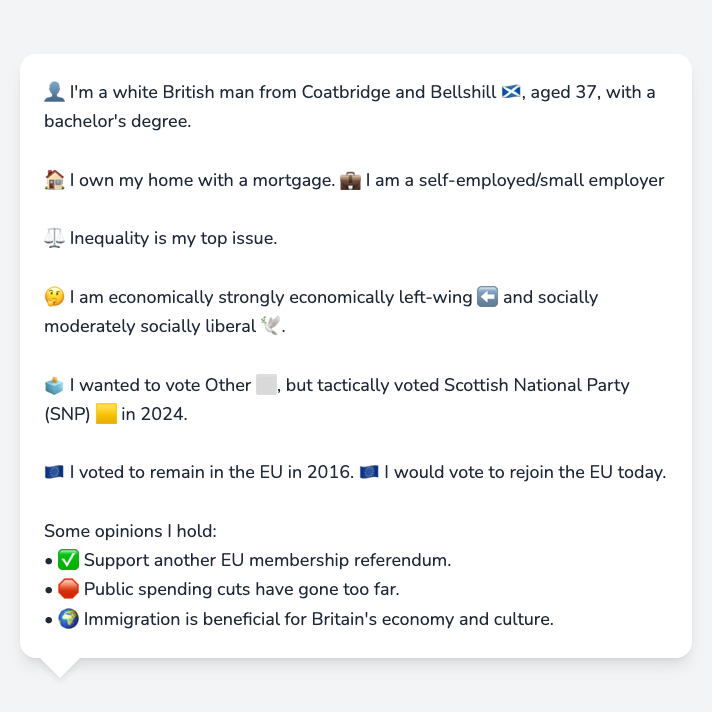 👤 I'm a white British man from Coatbridge and Bellshill 🏴󠁧󠁢󠁳󠁣󠁴󠁿, aged 37, with a
bachelor's degree.
🏠 I own my home with a mortgage. 💼 I am a self-employed/small employer
⚖️ Inequality is my top issue.
🤔 I am economically strongly economically left-wing ⬅️ and socially
moderately socially liberal 🕊️.
🗳️ I wanted to vote Other ⬜, but tactically voted Scottish National Party
(SNP) 🟨 in 2024.
🇪🇺 I voted to remain in the EU in 2016. 🇪🇺 I would vote to rejoin the EU today.
Some opinions I hold:
• ✅ Support another EU membership referendum.
• 🛑 Public spending cuts have gone too far.
• 🌍 Immigration is beneficial for Britain's economy and culture.